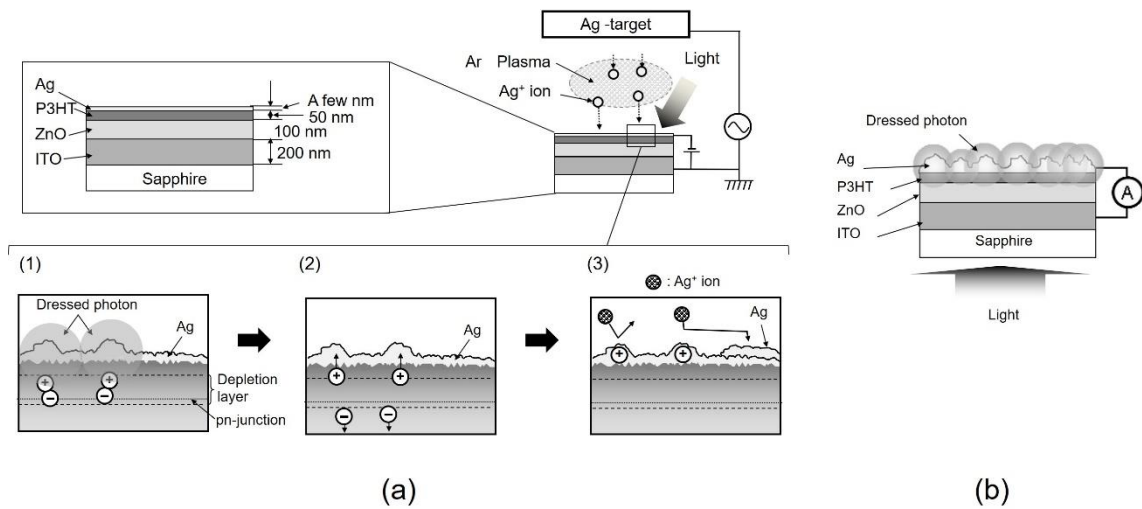 Ag -target
Ar Plasma
Light
Ag⁺ ion
Ag
P3HT
ZnO
ITO
Sapphire
A few nm
50 nm
100 nm
200 nm
Dressed photon
Ag
P3HT
ZnO
ITO
Sapphire
A
Light
(1)
Dressed photon
Ag
+
+
−
−
Depletion
layer
pn-junction
(2)
Ag
+
+
−
−
(3)
: Ag⁺ ion
Ag
+
+
(a)
(b)